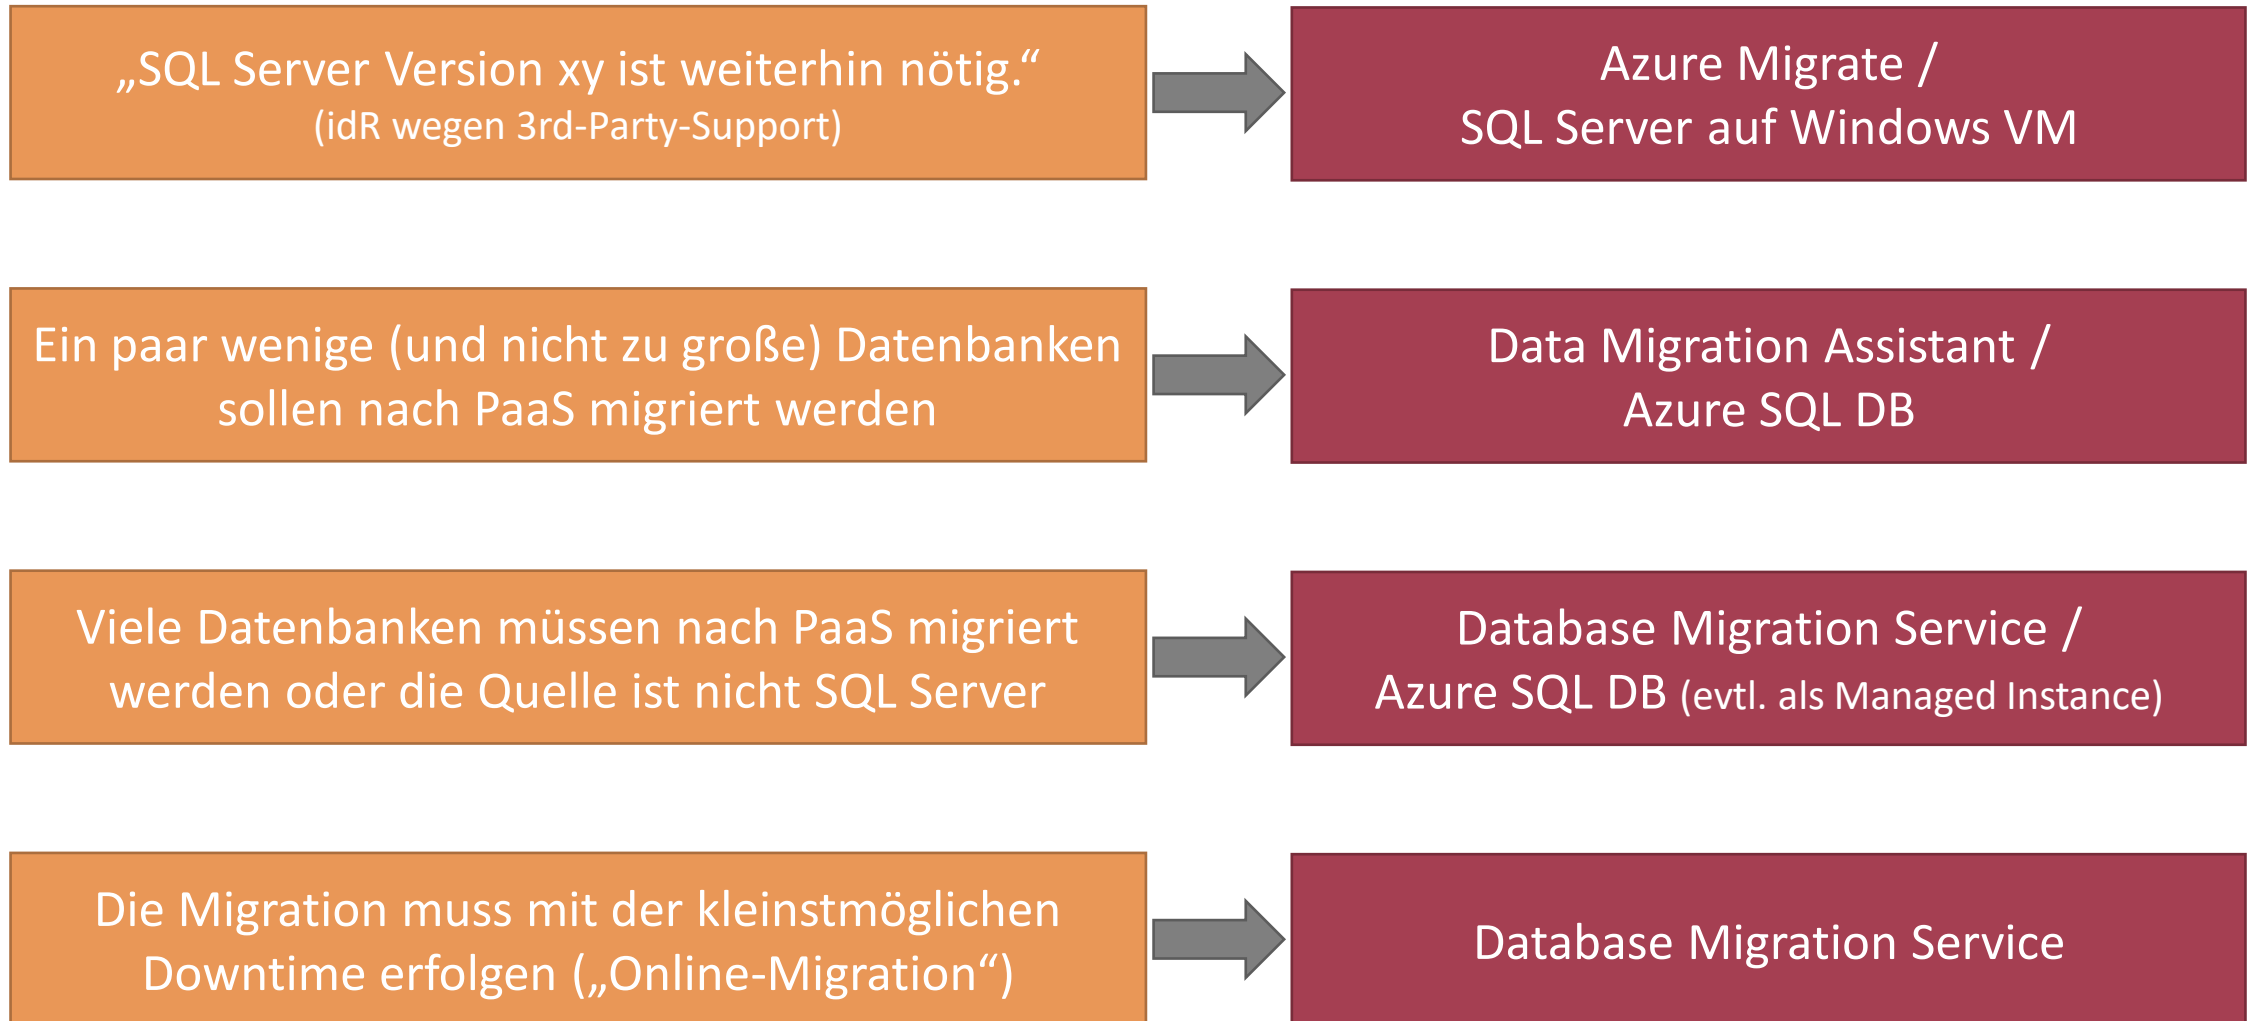 „SQL Server Version xy ist weiterhin nötig.“
(idR wegen 3rd-Party-Support)
Azure Migrate /
SQL Server auf Windows VM
Ein paar wenige (und nicht zu große) Datenbanken
sollen nach PaaS migriert werden
Data Migration Assistant /
Azure SQL DB
Viele Datenbanken müssen nach PaaS migriert
werden oder die Quelle ist nicht SQL Server
Database Migration Service /
Azure SQL DB (evtl. als Managed Instance)
Die Migration muss mit der kleinstmöglichen
Downtime erfolgen („Online-Migration“)
Database Migration Service